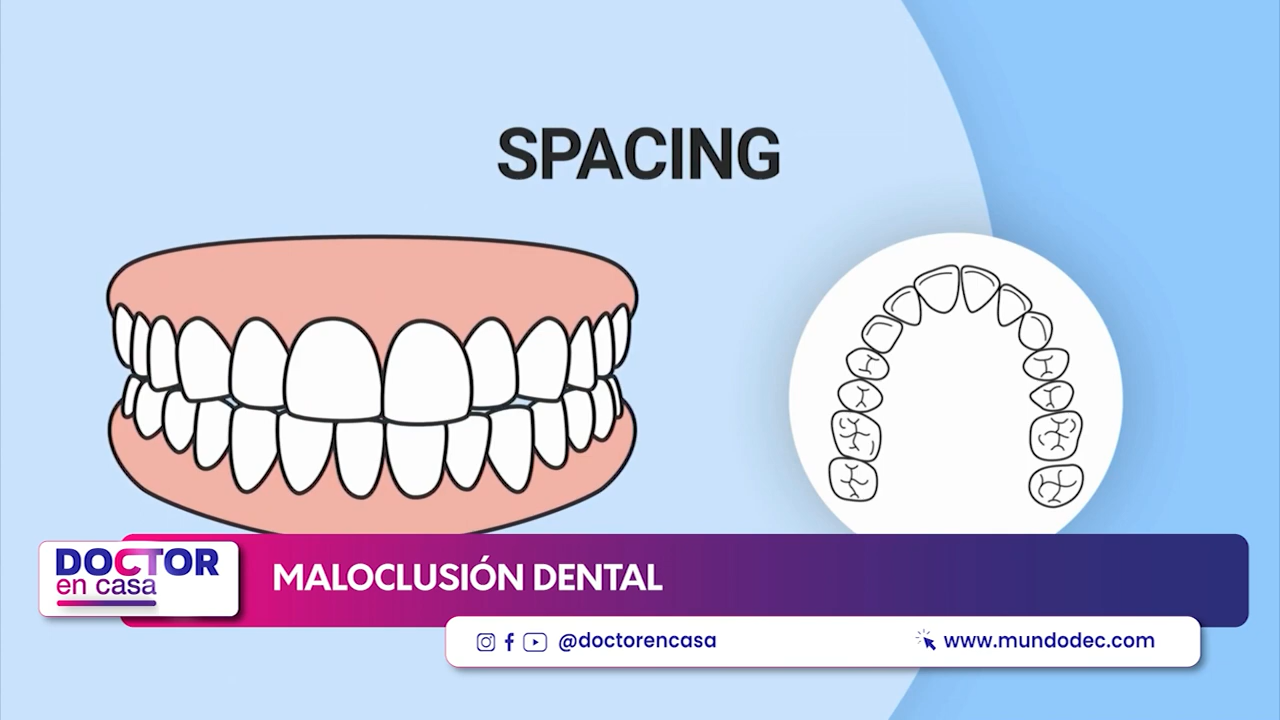 SPACING
DOCTOR
en casa
MALOCLUSIÓN DENTAL
@doctorencasa
www.mundodec.com